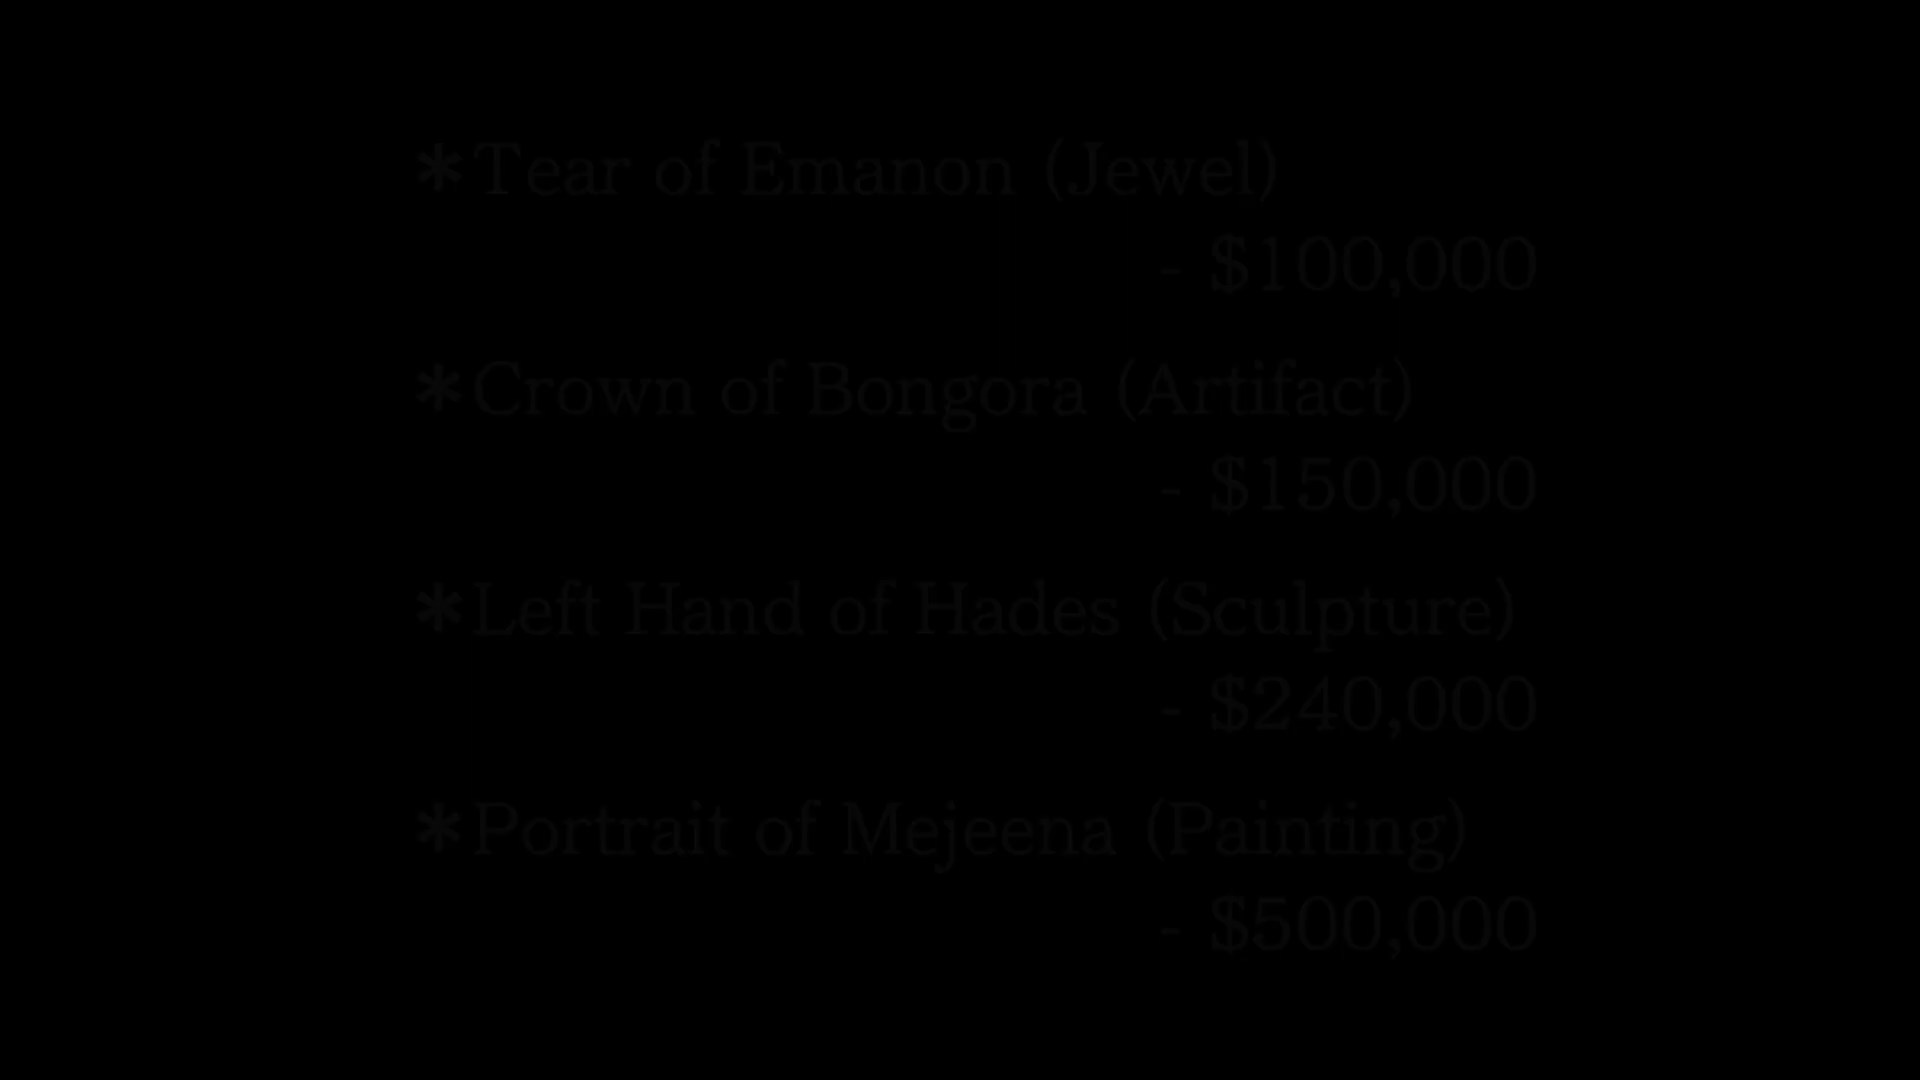 *Tear of Emanon (Jewel)
- $100,000
*Crown of Bongora (Artifact)
- $150,000
*Left Hand of Hades (Sculpture)
- $240,000
*Portrait of Mejeena (Painting)
- $500,000